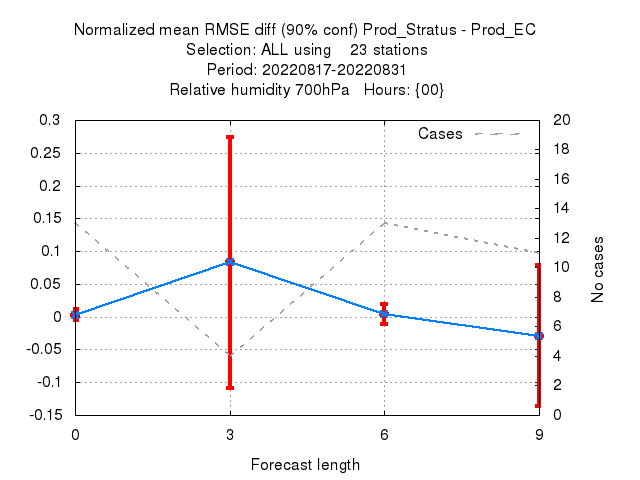 Normalized mean RMSE diff (90% conf) Prod_Stratus - Prod_EC
Selection: ALL using    23 stations
Period: 20220817-20220831
Relative humidity 700hPa   Hours: {00}
0.3
0.25
0.2
0.15
0.1
0.05
0
-0.05
-0.1
-0.15
Cases
20
18
16
14
12
10
8
6
4
2
0
No cases
0 3 6 9
Forecast length